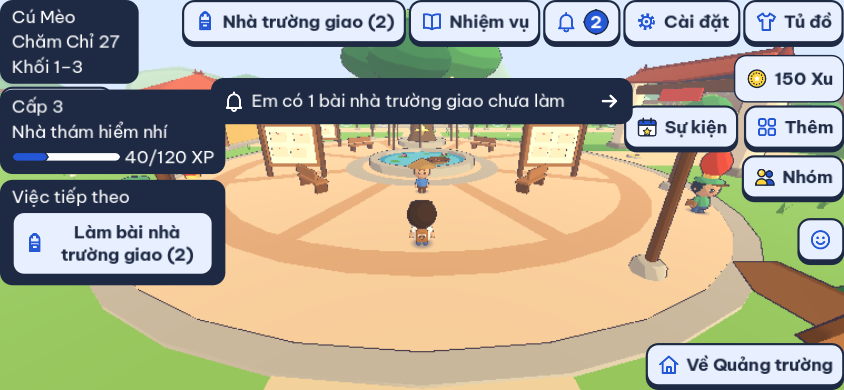 Cú Mèo
Chăm Chỉ 27
Khối 1–3
Nhà trường giao (2)
Nhiệm vụ
2
Cài đặt
Tủ đồ
150 Xu
Cấp 3
Nhà thám hiểm nhí
40/120 XP
Em có 1 bài nhà trường giao chưa làm
Sự kiện
Thêm
Nhóm
Việc tiếp theo
Làm bài nhà
trường giao (2)
Về Quảng trường